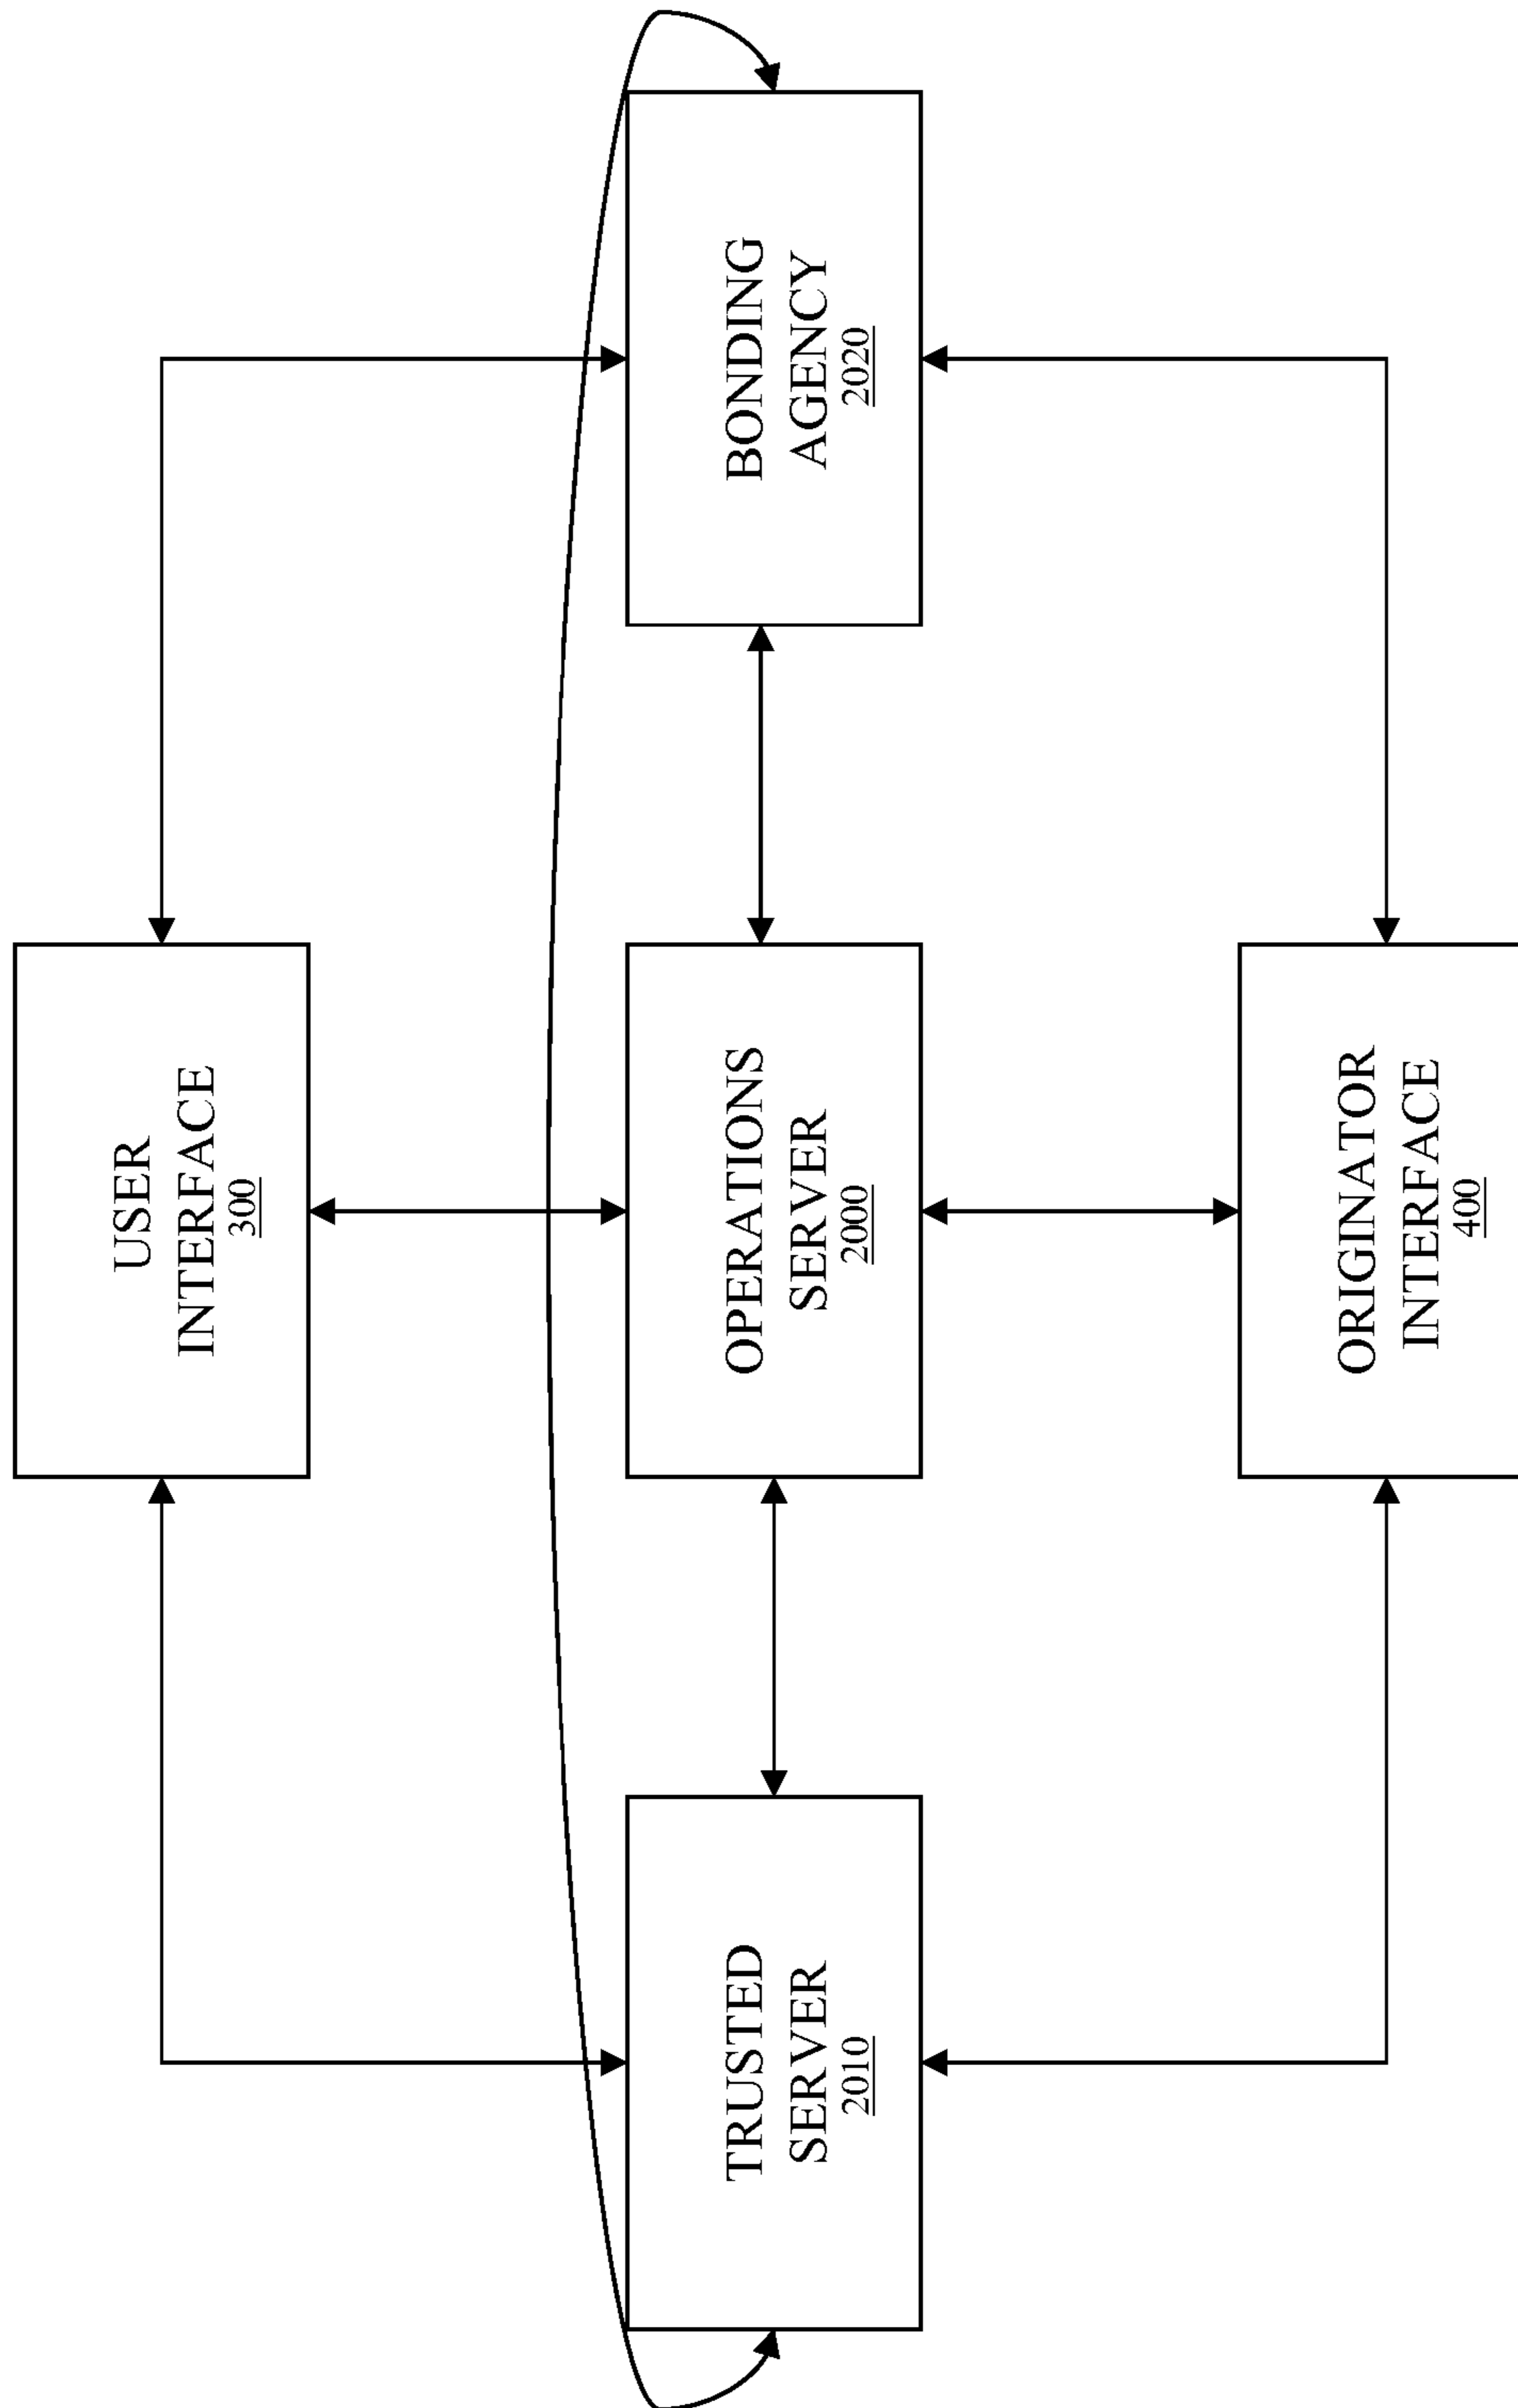 USER
INTERFACE
300
TRUSTED
SERVER
2010
OPERATIONS
SERVER
2000
BONDING
AGENCY
2020
ORIGINATOR
INTERFACE
400